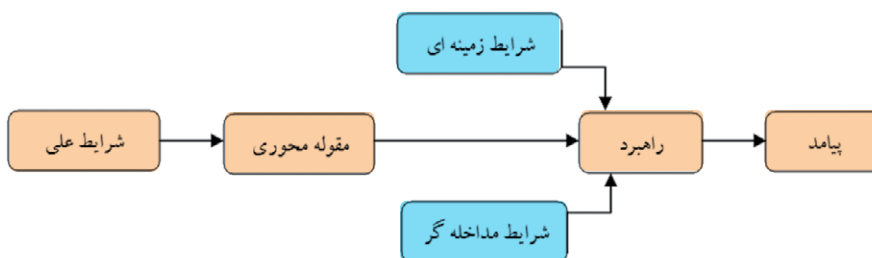 شرایط زمینه ای
شرایط علی
مقوله محوری
راهبرد
پیامد
شرایط مداخله گر